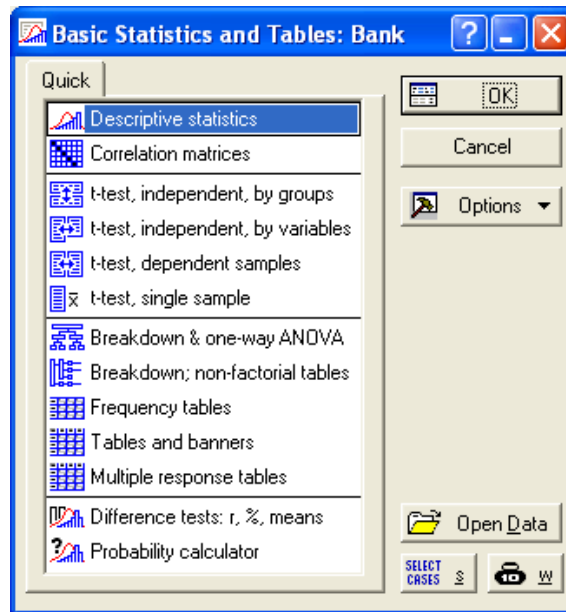 Basic Statistics and Tables: Bank
Quick
Descriptive statistics
Correlation matrices
t-test, independent, by groups
t-test, independent, by variables
t-test, dependent samples
t-test, single sample
Breakdown & one-way ANOVA
Breakdown; non-factorial tables
Frequency tables
Tables and banners
Multiple response tables
Difference tests: r, %, means
Probability calculator
OK
Cancel
Options
Open Data
SELECT CASES S
W